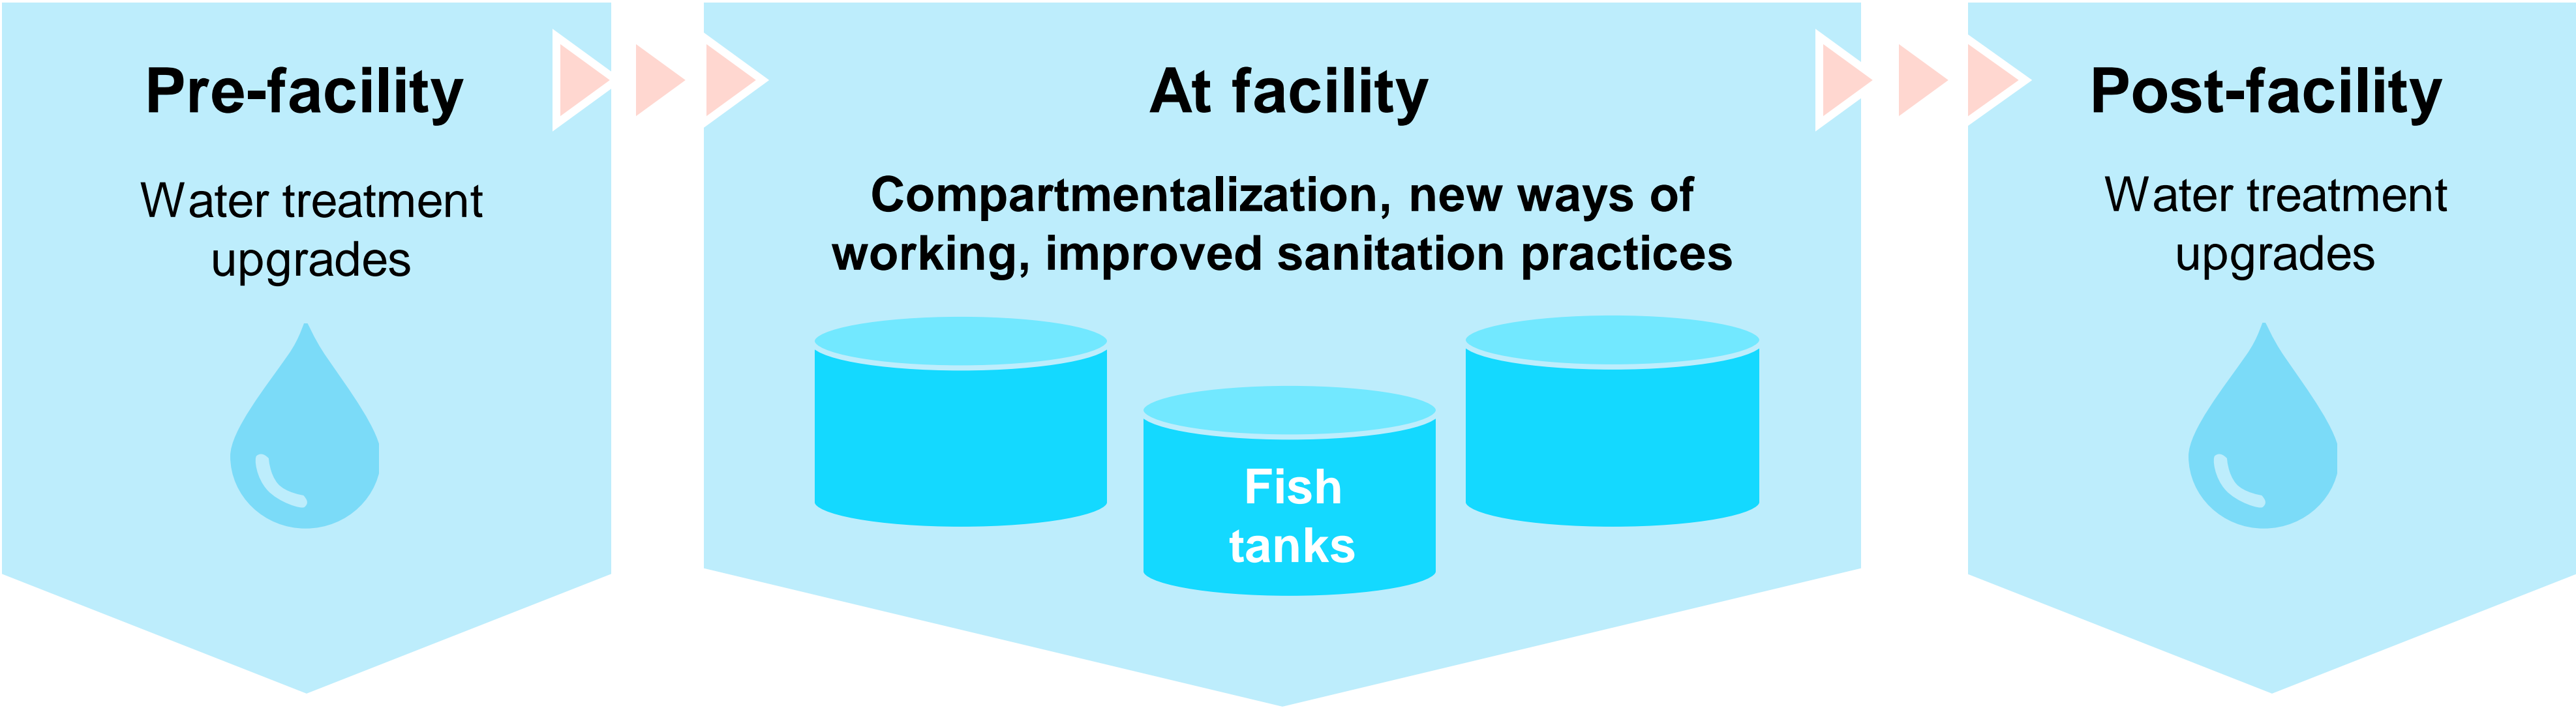 Pre-facility
Water treatment
upgrades
At facility
Compartmentalization, new ways of
working, improved sanitation practices
Fish
tanks
Post-facility
Water treatment
upgrades